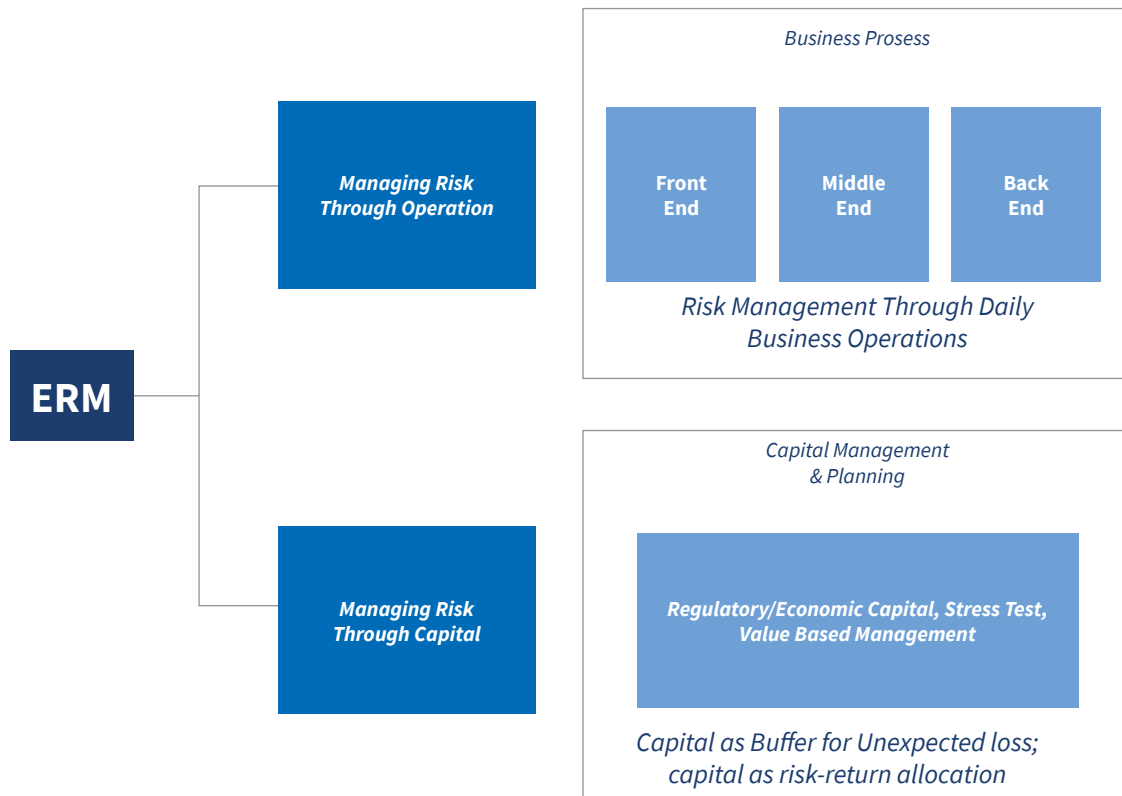 ERM
Managing Risk
Through Operation
Business Prosess
Front
End
Middle
End
Back
End
Risk Management Through Daily
Business Operations
Managing Risk
Through Capital
Capital Management
& Planning
Regulatory/Economic Capital, Stress Test,
Value Based Management
Capital as Buffer for Unexpected loss;
capital as risk-return allocation